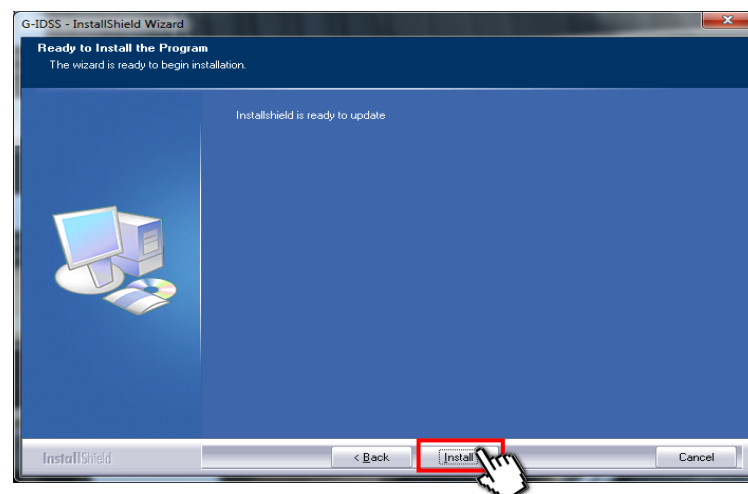 G-IDSS - InstallShield Wizard
Ready to Install the Program
The wizard is ready to begin installation.
Installshield is ready to update
InstallShield
< Back
Install
Cancel